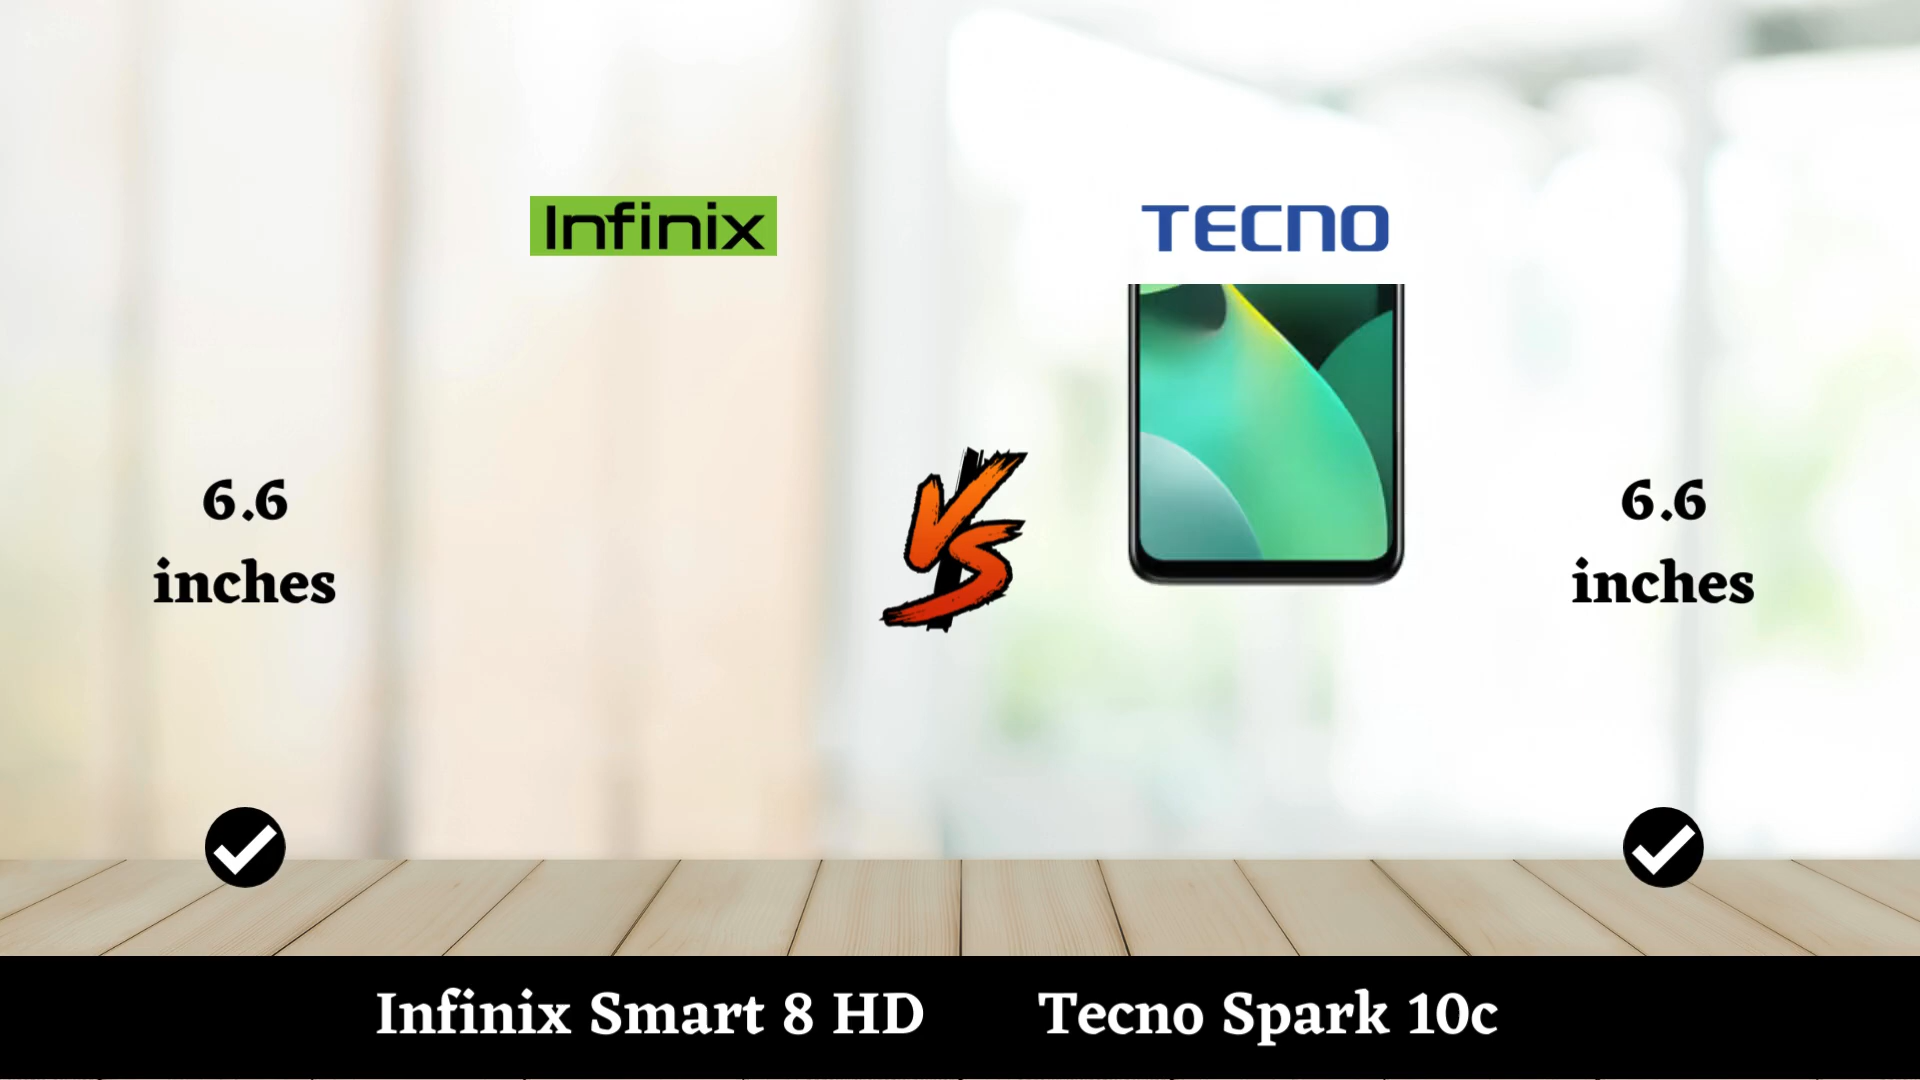 Infinix
TECNO
6.6
inches
VS
6.6
inches
Infinix Smart 8 HD
Tecno Spark 10c